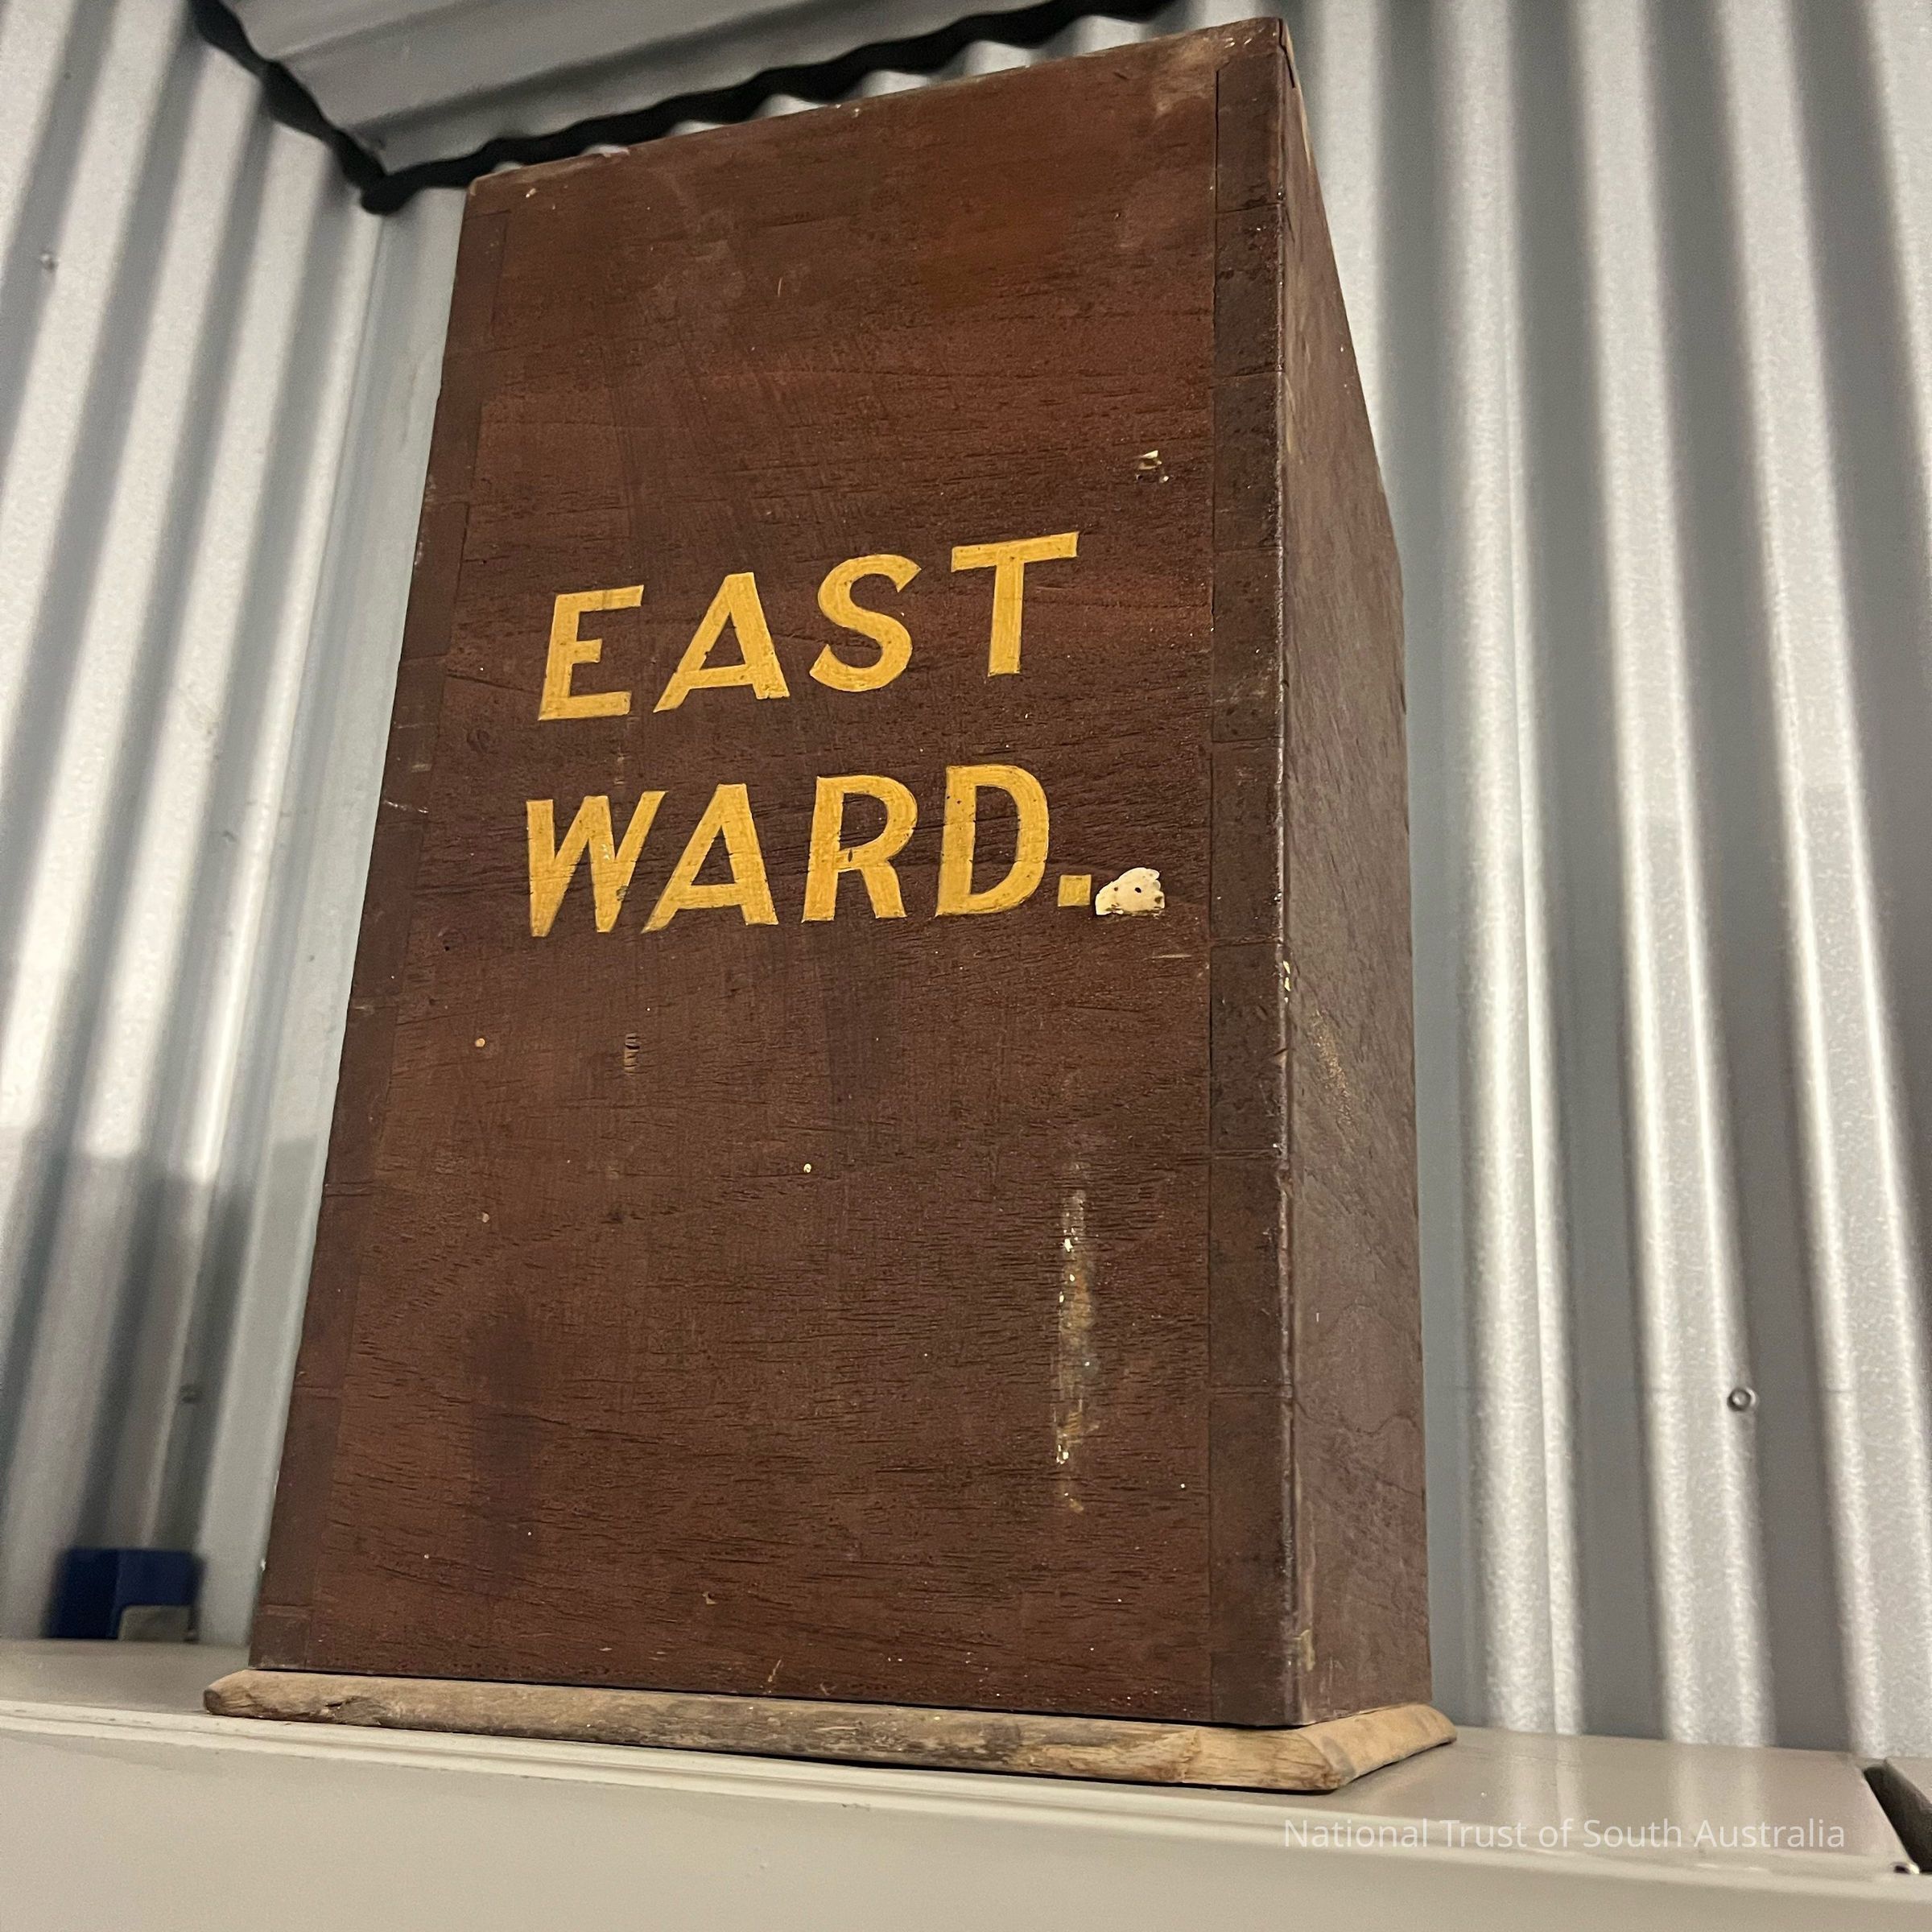 EAST
WARD.
National Trust of South Australia